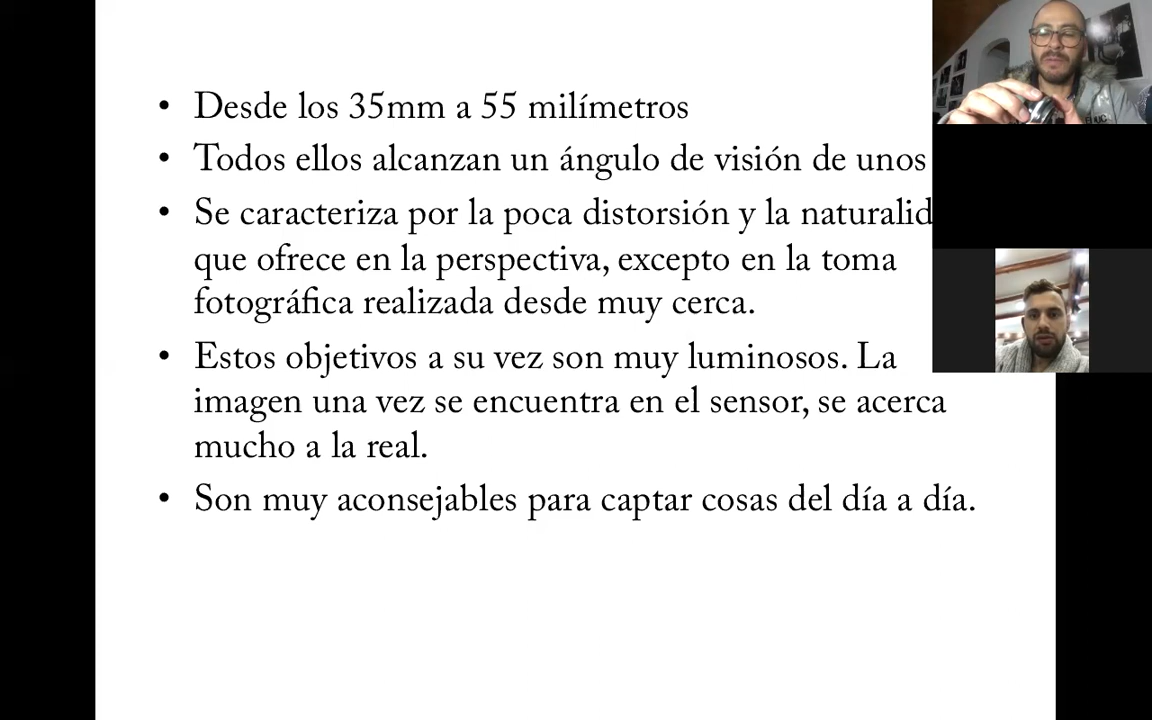 • Desde los 35mm a 55 milímetros
• Todos ellos alcanzan un ángulo de visión de unos
• Se caracteriza por la poca distorsión y la
que ofrece en la perspectiva, excepto en la toma
fotográfica realizada desde muy cerca.
• Estos objetivos a su vez son muy luminosos. La
imagen una vez se encuentra en el sensor, se acerca
mucho a la real.
• Son muy aconsejables para captar cosas del día a día.